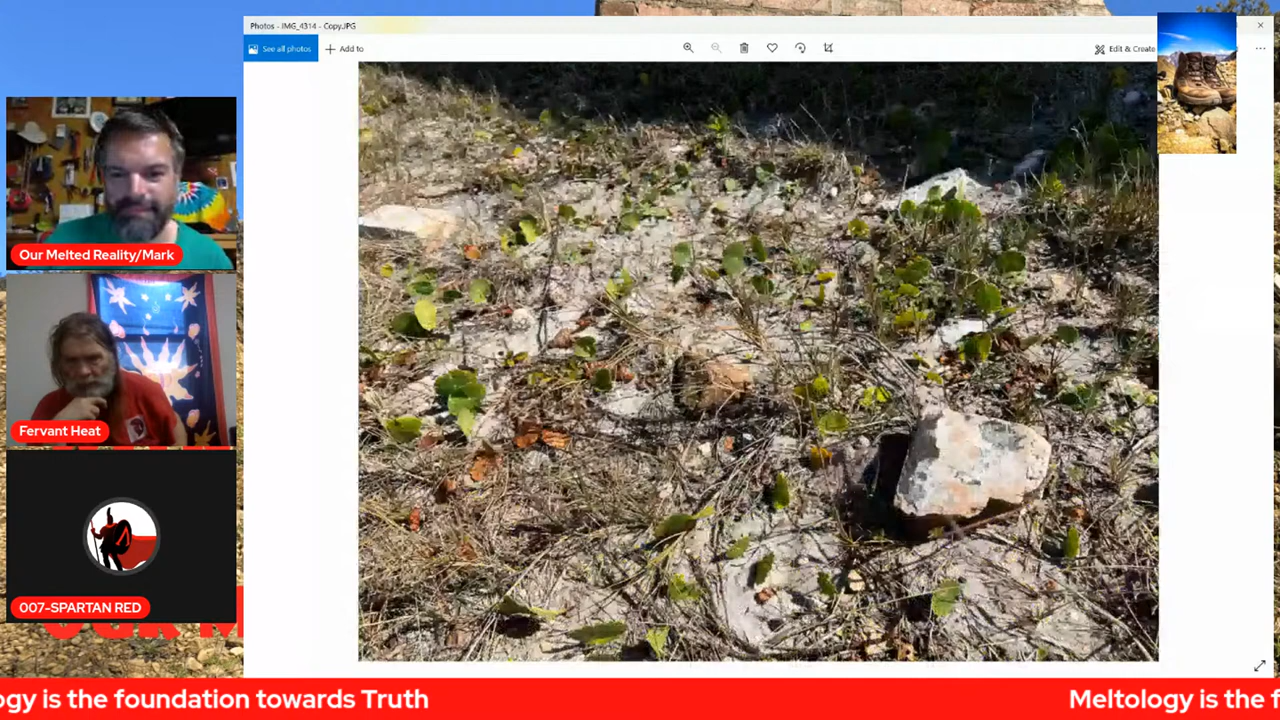 Photos - IMG_4314 - Copy.JPG
See all photos
Add to
Edit & Create
Our Melted Reality/Mark
Fervant Heat
007-SPARTAN RED
ogy is the foundation towards Truth
Meltology is the f